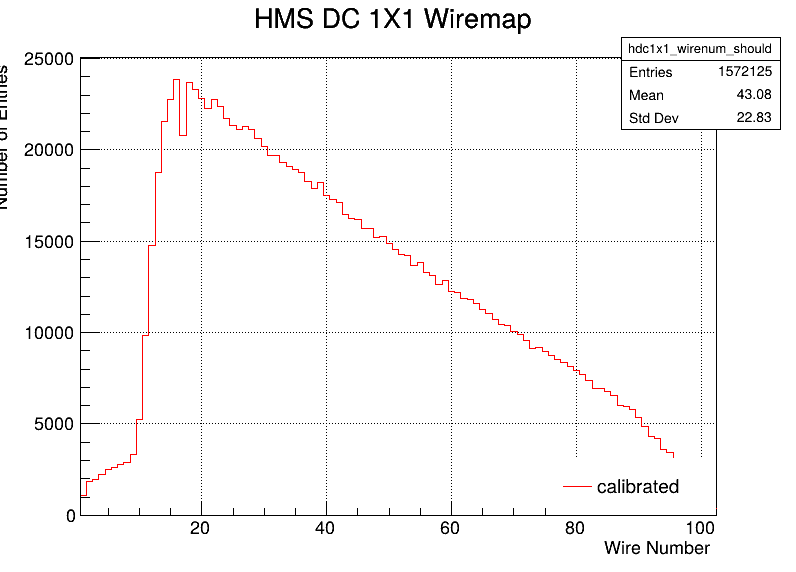 HMS DC 1X1 Wiremap
hdc1x1_wirenum_should
Entries 1572125
Mean 43.08
Std Dev 22.83
Number of Entries
25000
20000
15000
10000
5000
0
20 40 60 80 100
Wire Number
calibrated